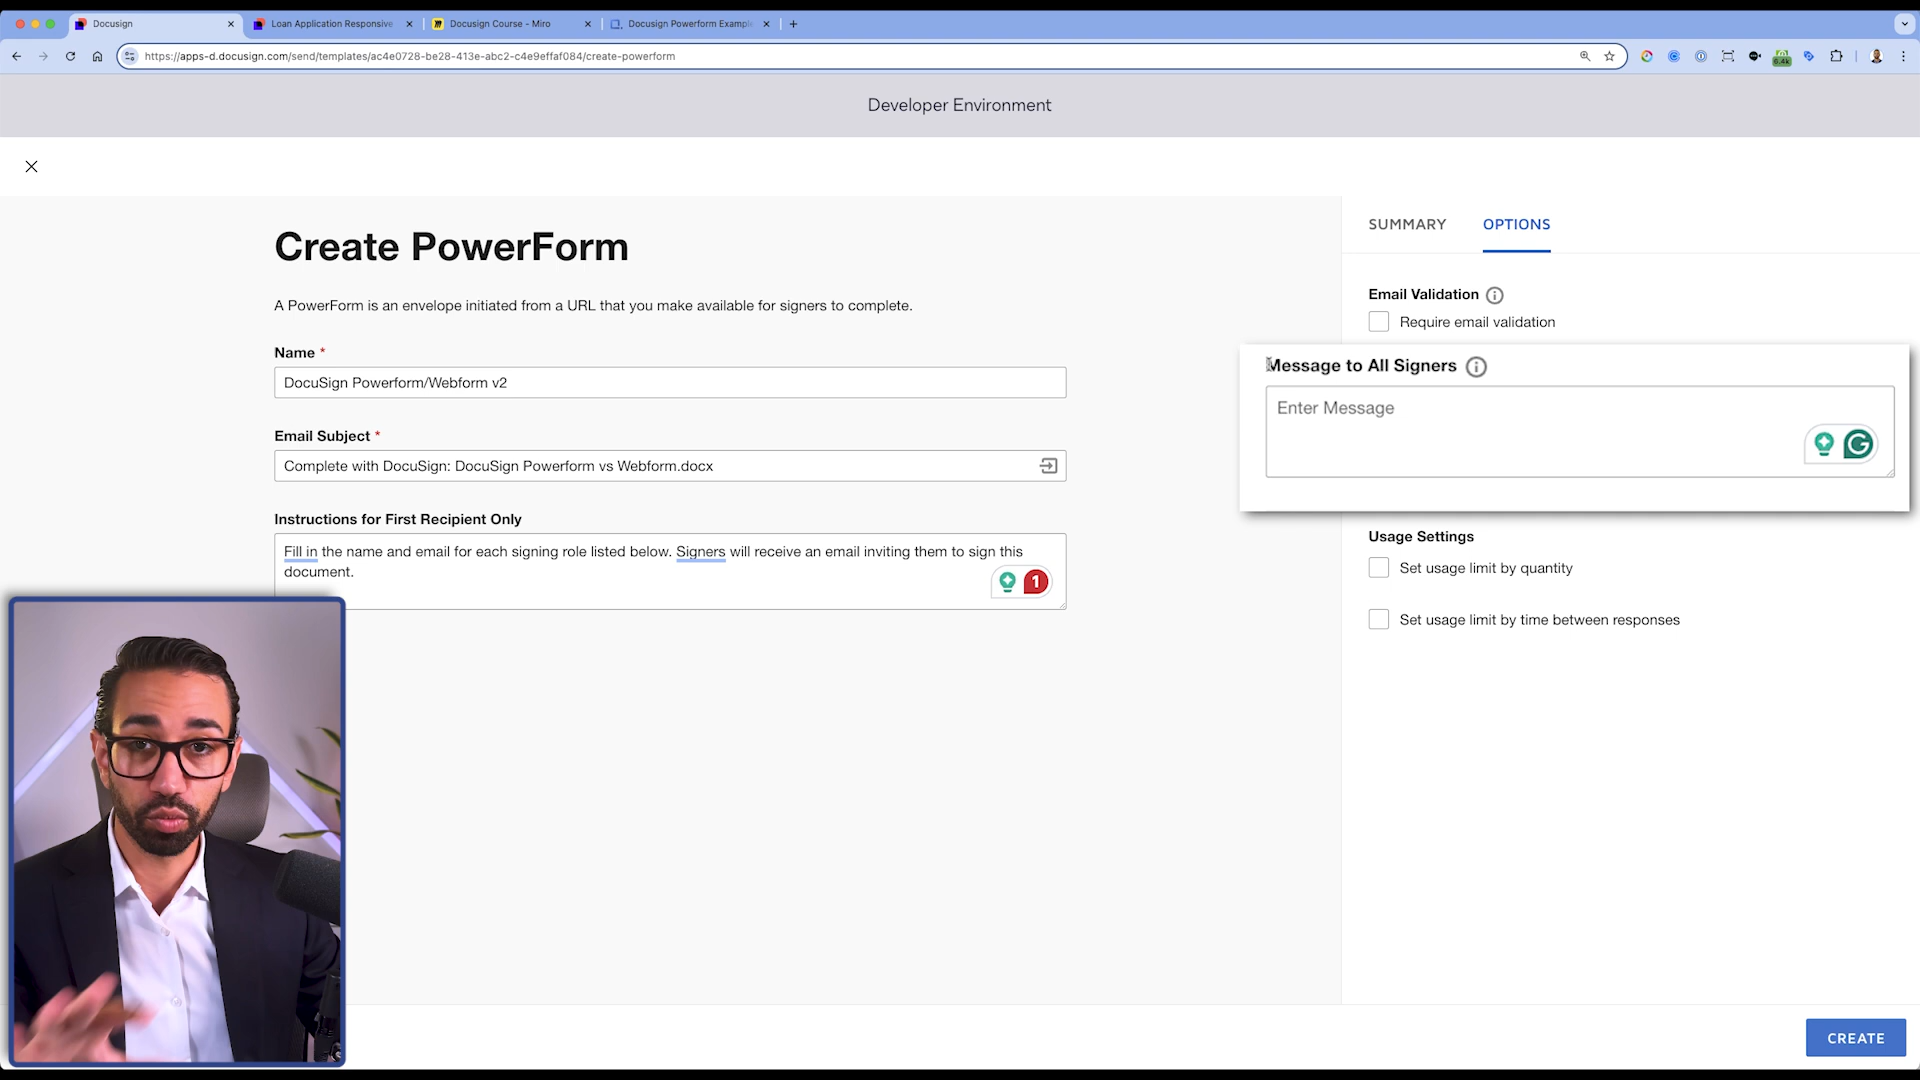 Docusign
Loan Application Responsive
Docusign Course - Miro
Docusign Powerform Example
https://apps-d.docusign.com/send/templates/ac4e0728-be28-413e-abc2-c4e9effaf084/create-powerform
6.4k
Developer Environment
Create PowerForm
A PowerForm is an envelope initiated from a URL that you make available for signers to complete.
Name *
DocuSign Powerform/Webform v2
Email Subject *
Complete with DocuSign: DocuSign Powerform vs Webform.docx
Instructions for First Recipient Only
Fill in the name and email for each signing role listed below. Signers will receive an email inviting them to sign this
document.
1
SUMMARY
OPTIONS
Email Validation
Require email validation
Message to All Signers
Enter Message
Usage Settings
Set usage limit by quantity
Set usage limit by time between responses
CREATE